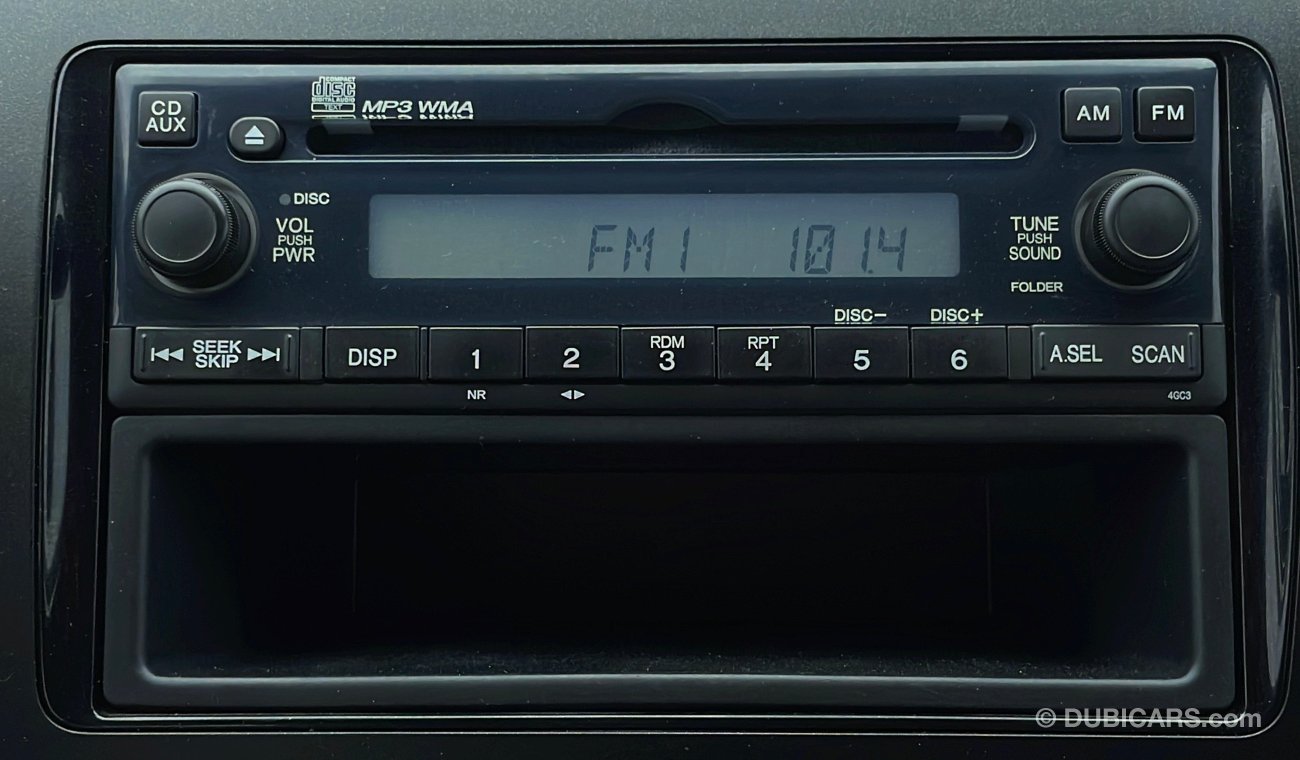 COMPACT
disc
DIGITAL AUDIO
TEXT
MP3 WMA
CD
AUX
AM
FM
DISC
VOL
PUSH
PWR
FM1 101.4
TUNE
PUSH
SOUND
FOLDER
DISC-
DISC+
SEEK
SKIP
DISP
1
2
RDM
3
RPT
4
5
6
A.SEL
SCAN
NR
4GC3
© DUBICARS.com